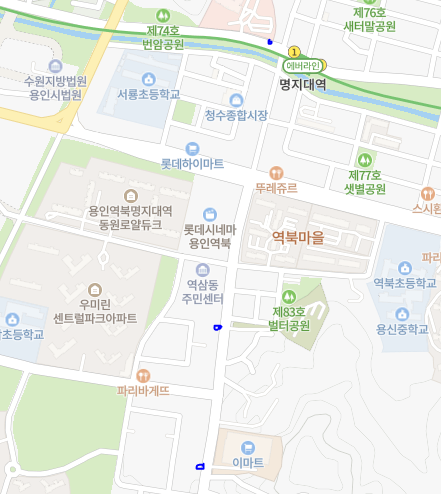 제74호
번암공원
제76호
새터말공원
1
에버라인
명지대역
수원지방법원
용인시법원
서룡초등학교
청수종합시장
롯데하이마트
뚜레쥬르
제77호
샛별공원
스시환
용인역북명지대역
동원로얄듀크
롯데시네마
용인역북
역북마을
파리
역삼동
주민센터
역북초등학교
우미린
센트럴파크아파트
제83호
벌터공원
용신중학교
초등학교
파리바게뜨
이마트